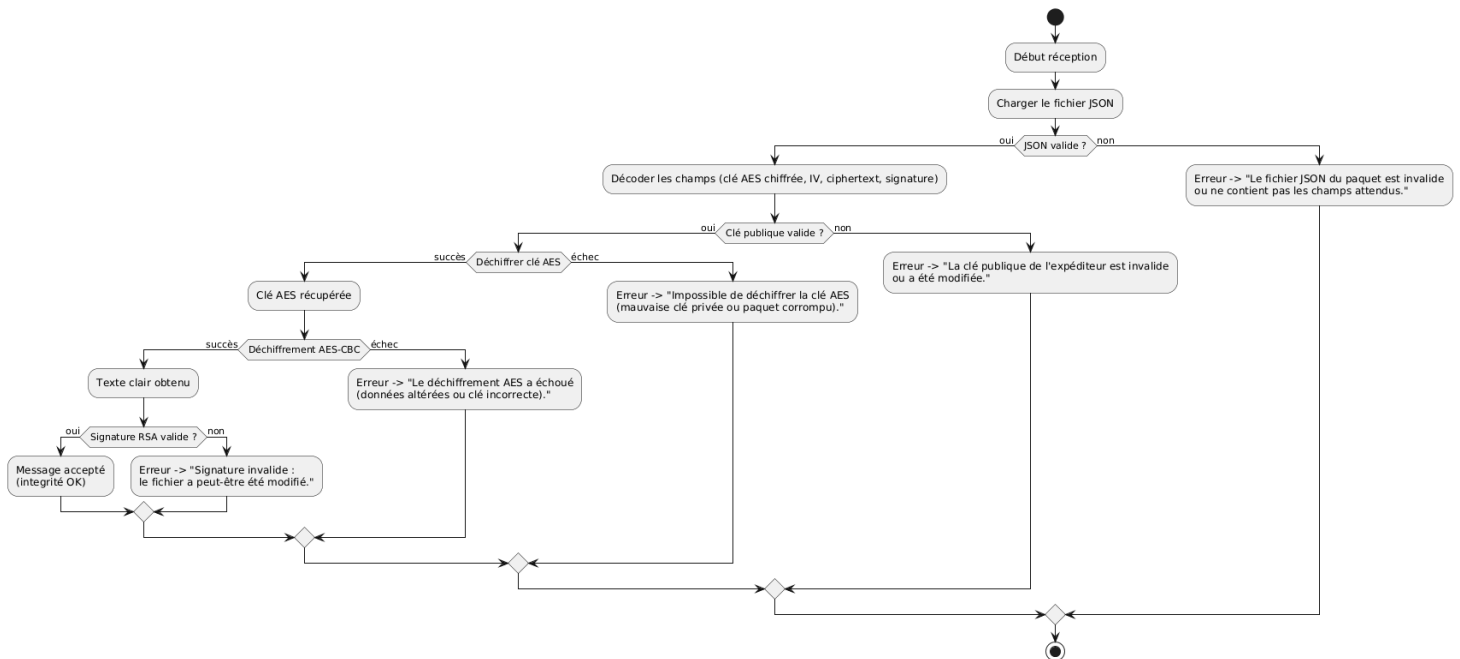 Début réception
Charger le fichier JSON
oui
JSON valide ?
non
Décoder les champs (clé AES chiffrée, IV, ciphertext, signature)
Erreur -> "Le fichier JSON du paquet est invalide
ou ne contient pas les champs attendus."
oui
Clé publique valide ?
non
succès
Déchiffrer clé AES
échec
Erreur -> "La clé publique de l'expéditeur est invalide
ou a été modifiée."
Clé AES récupérée
Erreur -> "Impossible de déchiffrer la clé AES
(mauvaise clé privée ou paquet corrompu)."
succès
Déchiffrement AES-CBC
échec
Texte clair obtenu
Erreur -> "Le déchiffrement AES a échoué
(données altérées ou clé incorrecte)."
oui
Signature RSA valide ?
non
Message accepté
(integrité OK)
Erreur -> "Signature invalide :
le fichier a peut-être été modifié."